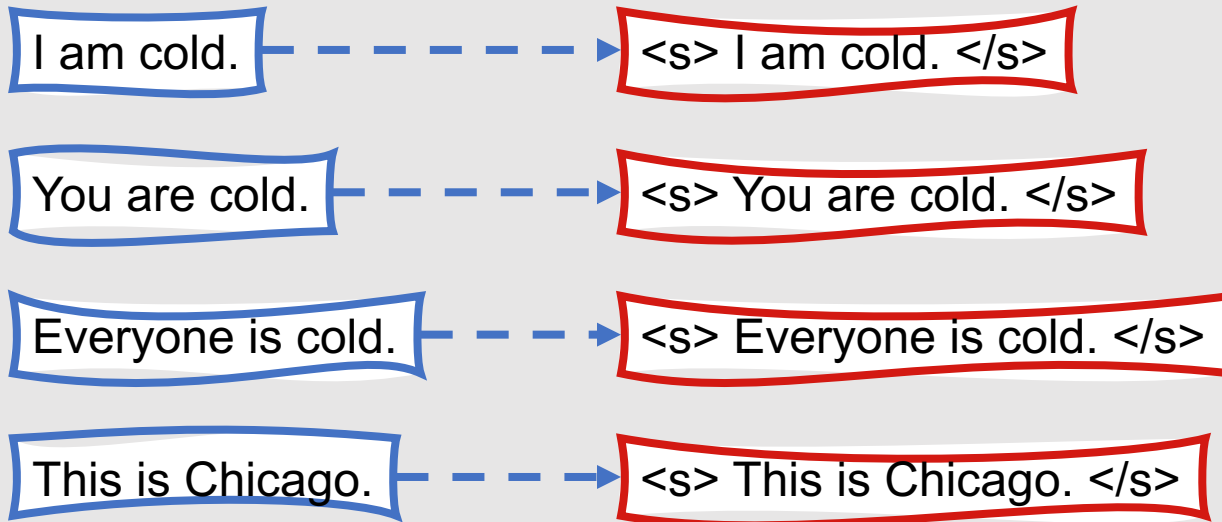 I am cold. <s> I am cold. </s>
You are cold. <s> You are cold. </s>
Everyone is cold. <s> Everyone is cold. </s>
This is Chicago. <s> This is Chicago. </s>